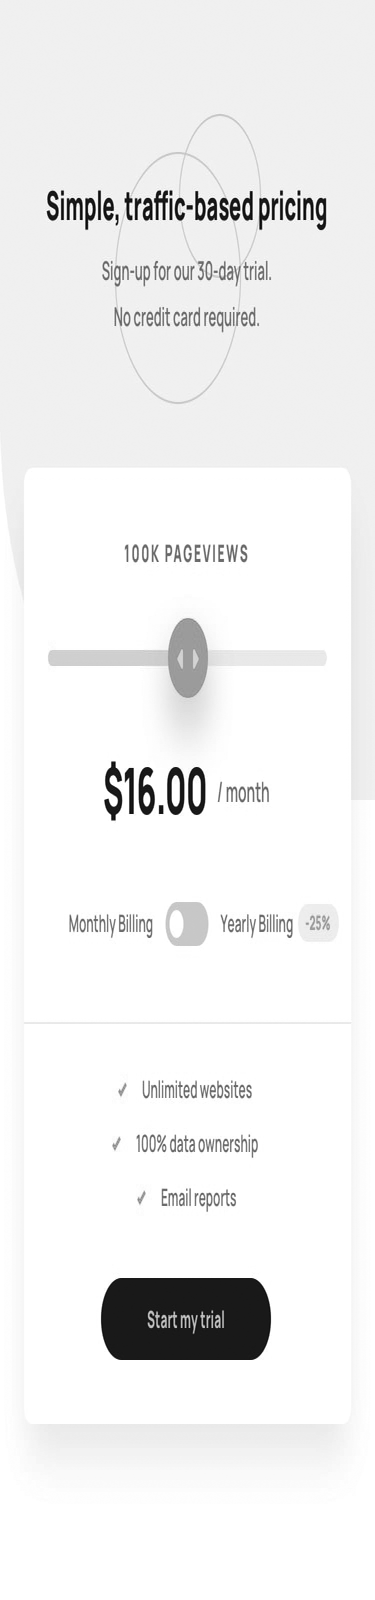 Simple, traffic-based pricing
Sign-up for our 30-day trial.
No credit card required.
100K PAGEVIEWS
$16.00 / month
Monthly Billing Yearly Billing -25%
Unlimited websites
100% data ownership
Email reports
Start my trial